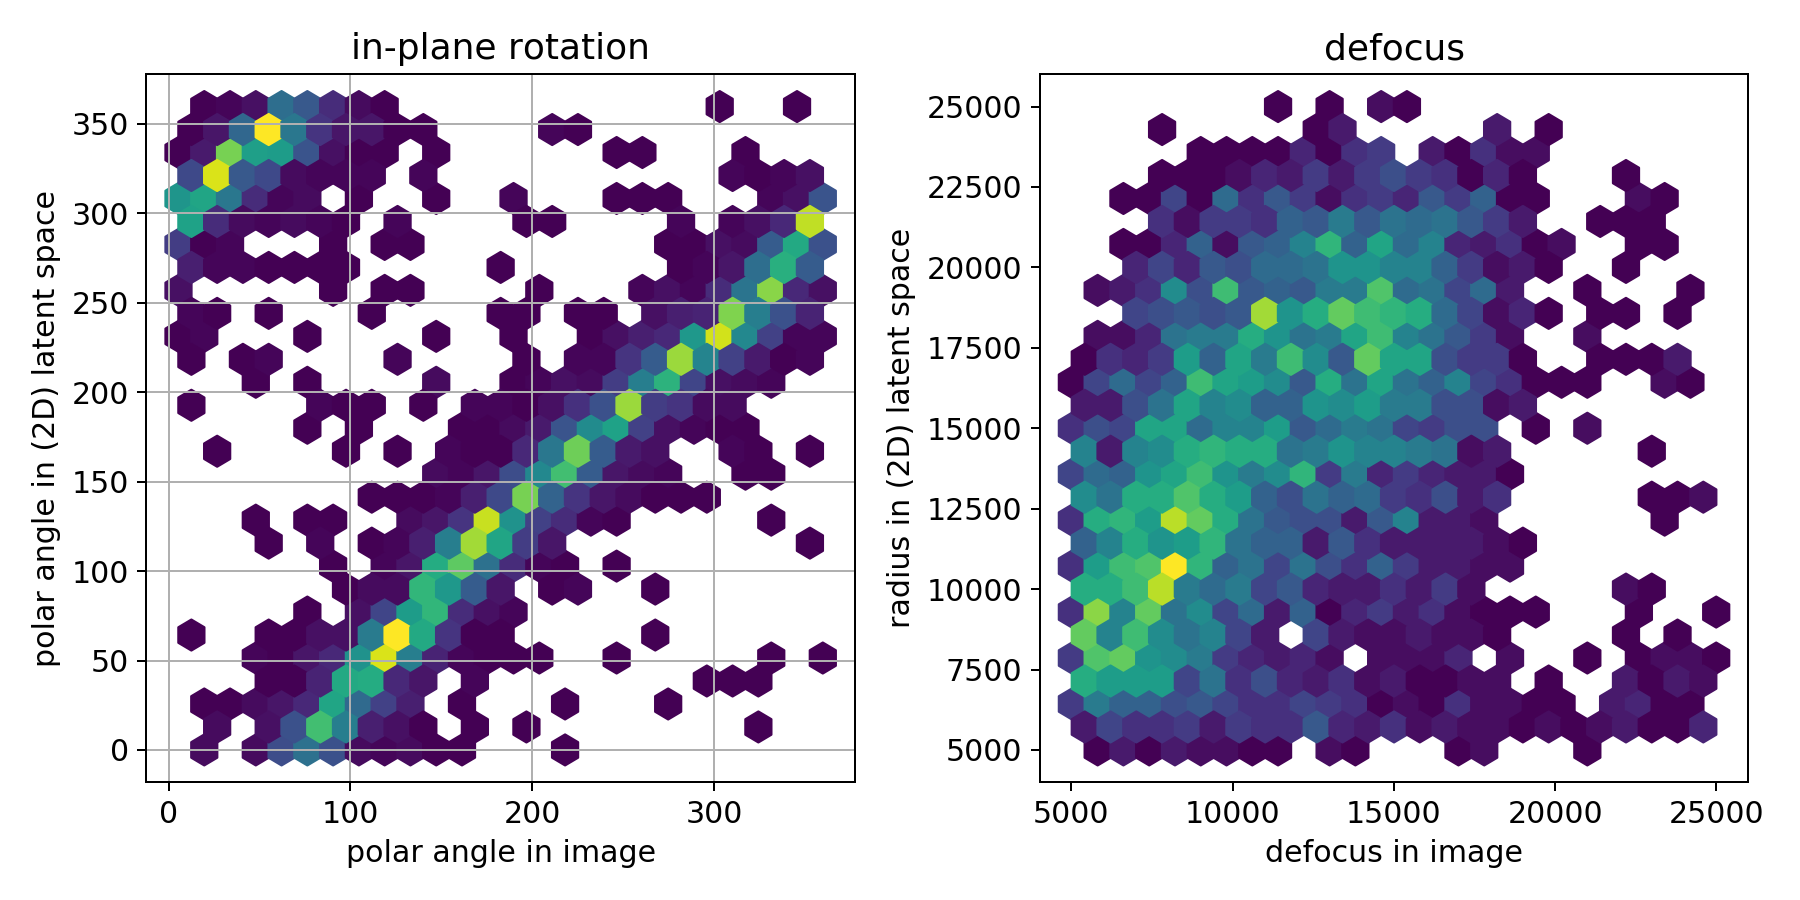 in-plane rotation
350
300
250
200
150
100
50
0
polar angle in (2D) latent space
0 100 200 300
polar angle in image
defocus
25000
22500
20000
17500
15000
12500
10000
7500
5000
radius in (2D) latent space
5000 10000 15000 20000 25000
defocus in image